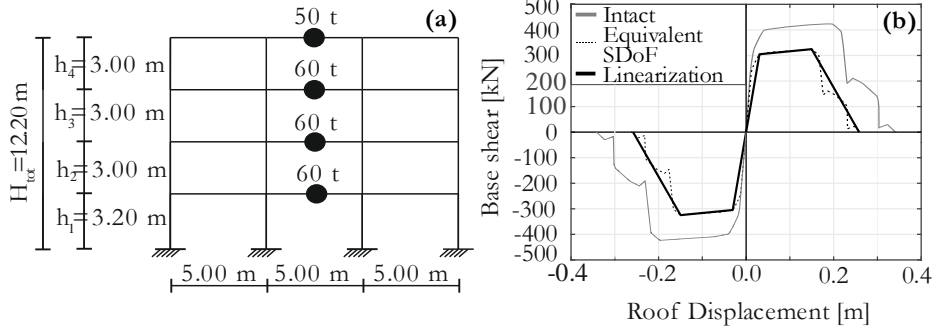 50 t
(a)
h4=3.00 m
60 t
h3=3.00 m
60 t
h2=3.00 m
60 t
h1=3.20 m
Htot=12.20 m
5.00 m 5.00 m 5.00 m
(b)
Intact
Equivalent
SDoF
Linearization
Base shear [kN]
500
400
300
200
100
0
-100
-200
-300
-400
-500
-0.4 -0.2 0.0 0.2 0.4
Roof Displacement [m]